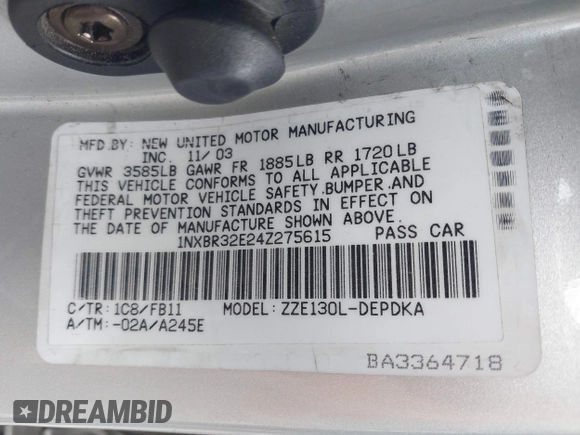 MFD.BY: NEW UNITED MOTOR MANUFACTURING
INC. 11/03
GVWR 3585LB GAWR FR 1885LB RR 1720LB
THIS VEHICLE CONFORMS TO ALL APPLICABLE
FEDERAL MOTOR VEHICLE SAFETY.BUMPER.AND
THEFT PREVENTION STANDARDS IN EFFECT ON
THE DATE OF MANUFACTURE SHOWN ABOVE.
1NXBR32E24Z275615 PASS CAR
C/TR: 1C8/FB11 MODEL: ZZE130L-DEPDKA
A/TM: -02A/A245E
BA3364718
DREAMBID